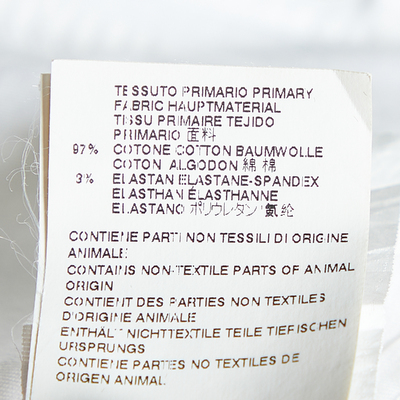 TESSUTO PRIMARIO PRIMARY
FABRIC HAUPTMATERIAL
TISSU PRIMAIRE TEJIDO
PRIMARIO 面料
97% COTONE COTTON BAUMWOLLE
COTON ALGODON 綿 棉
3% ELASTAN ELASTANE-SPANDEX
ELASTHAN ÉLASTHANNE
ELASTANO ポリウレタン 氨纶
CONTIENE PARTI NON TESSILI DI ORIGINE
ANIMALE
CONTAINS NON-TEXTILE PARTS OF ANIMAL
ORIGIN
CONTIENT DES PARTIES NON TEXTILES
D'ORIGINE ANIMALE
ENTHÄLT NICHTTEXTILE TEILE TIERISCHEN
URSPRUNGS
CONTIENE PARTES NO TEXTILES DE
ORIGEN ANIMAL